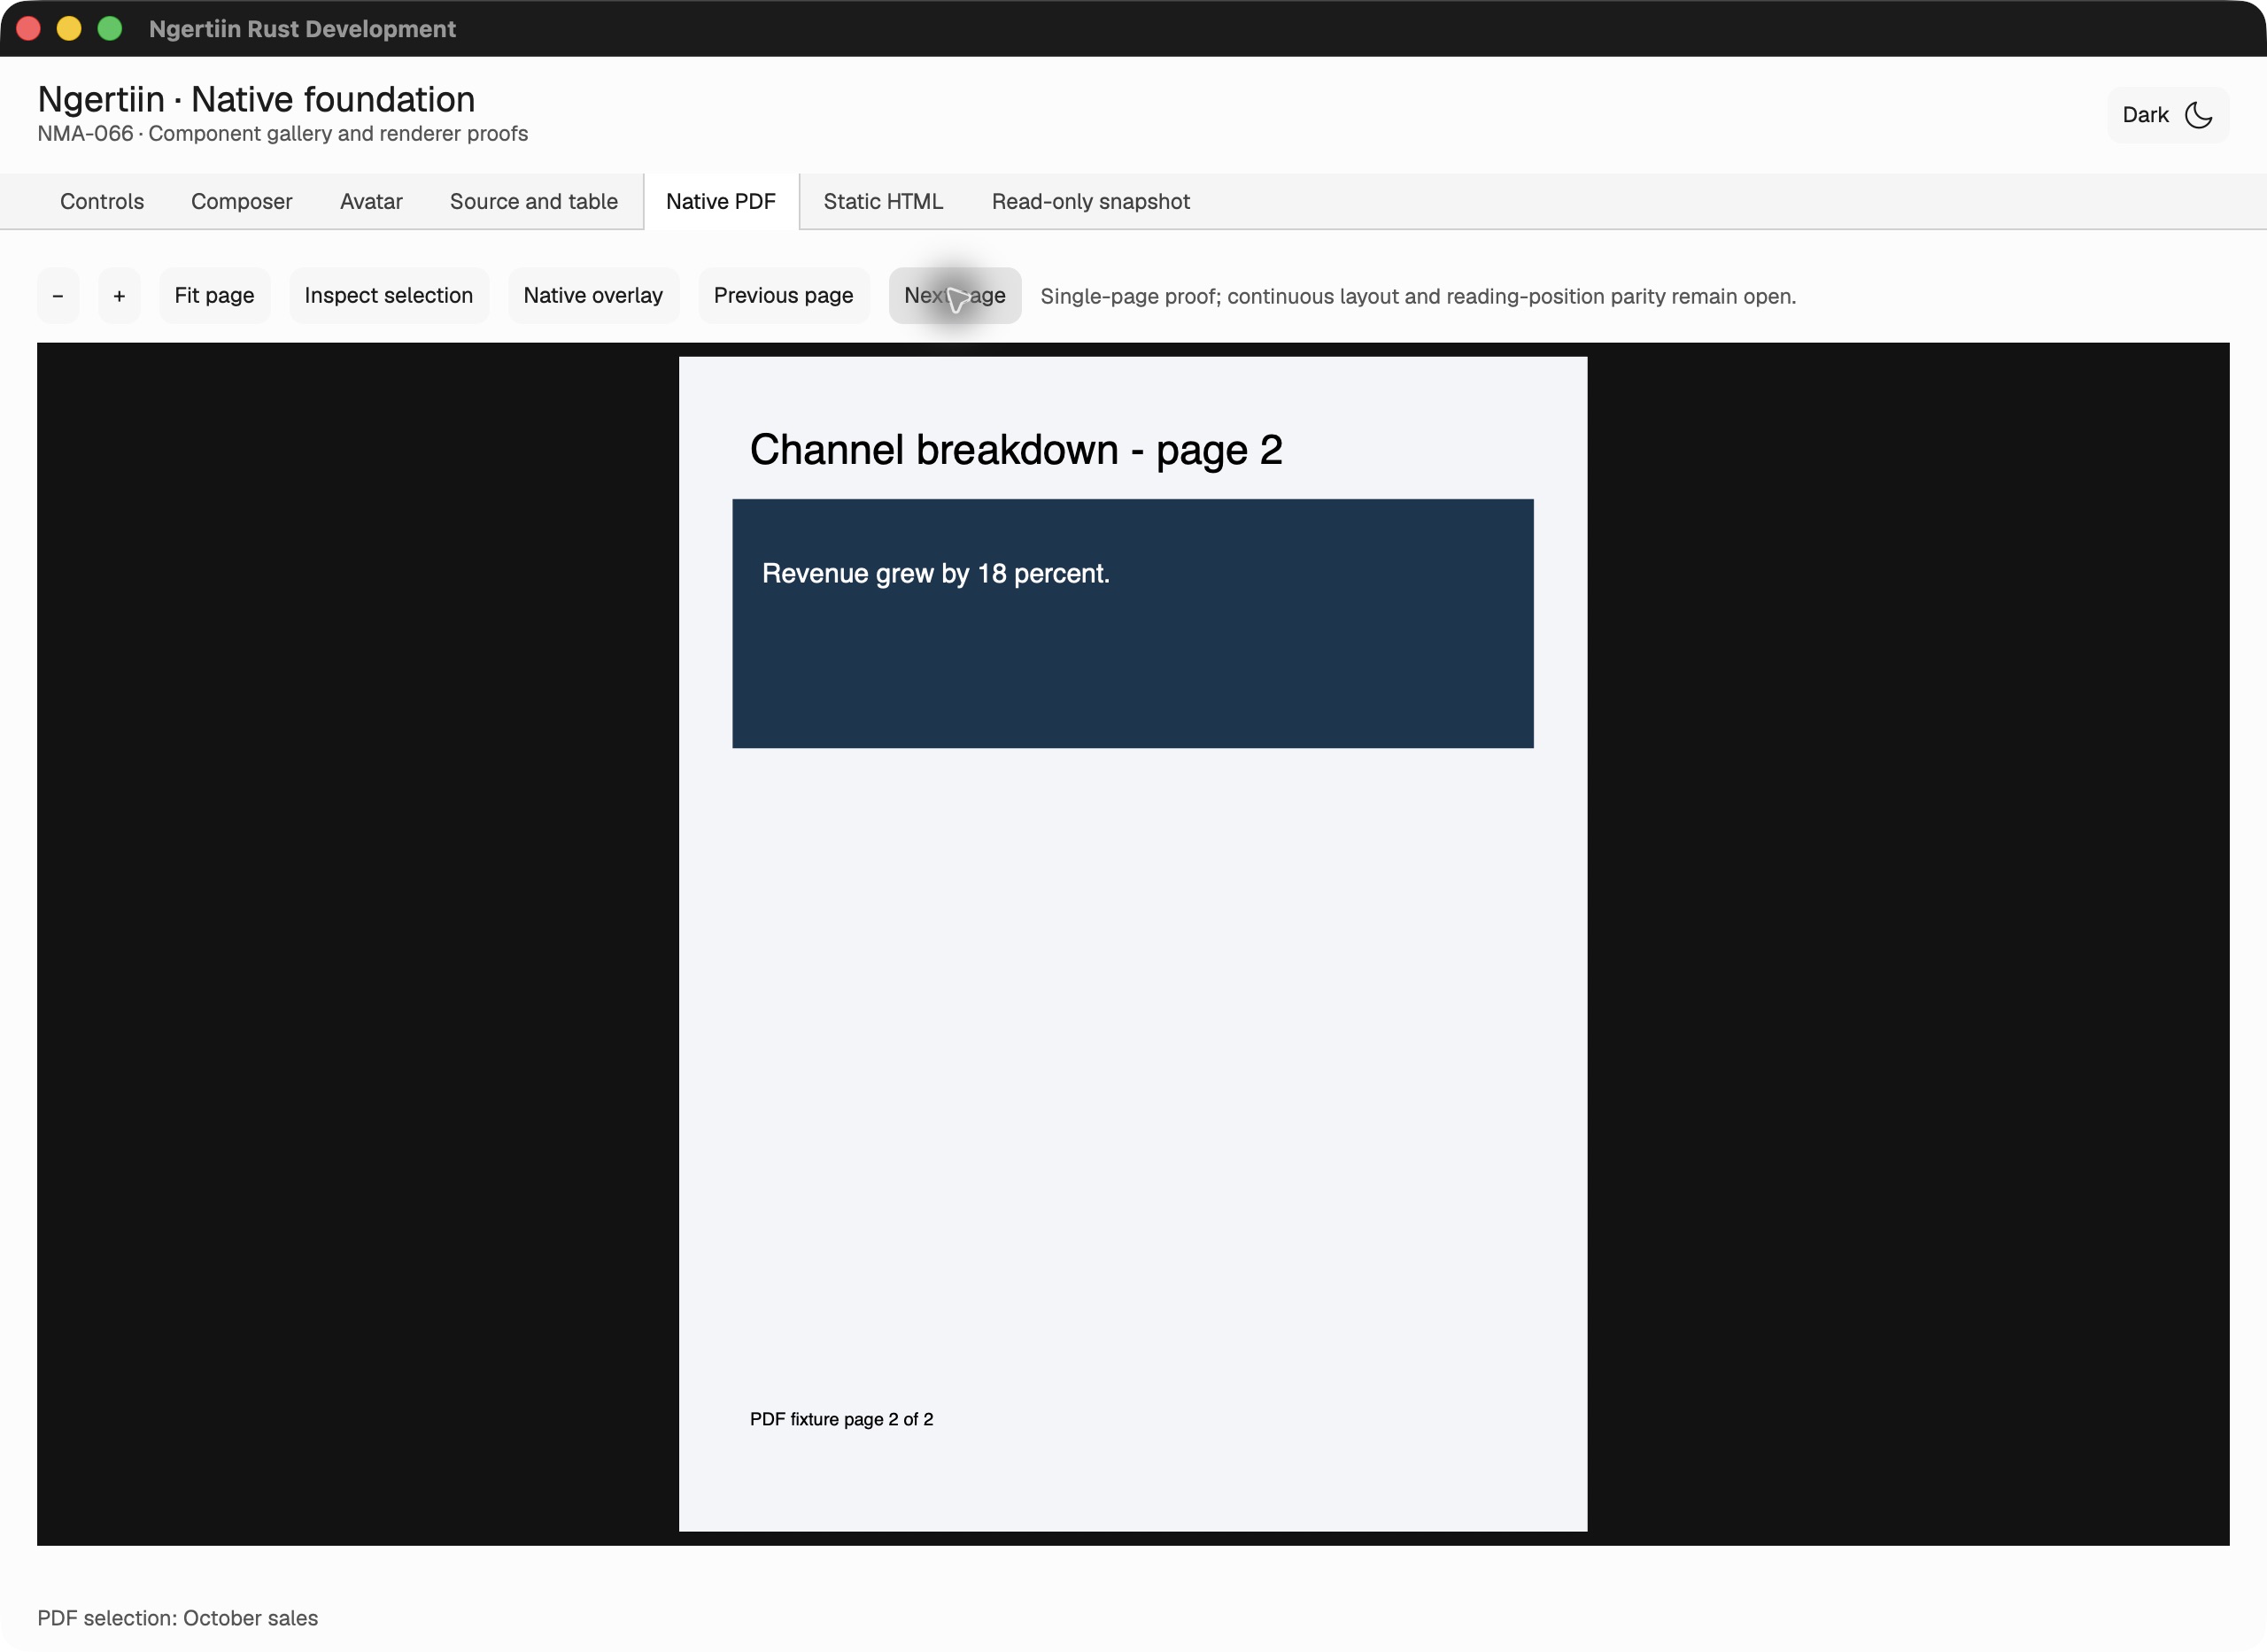 Ngertiin Rust Development
Ngertiin · Native foundation
NMA-066 · Component gallery and renderer proofs
Dark
Controls Composer Avatar Source and table Native PDF Static HTML Read-only snapshot
− + Fit page Inspect selection Native overlay Previous page Next page Single-page proof; continuous layout and reading-position parity remain open.
Channel breakdown - page 2
Revenue grew by 18 percent.
PDF fixture page 2 of 2
PDF selection: October sales